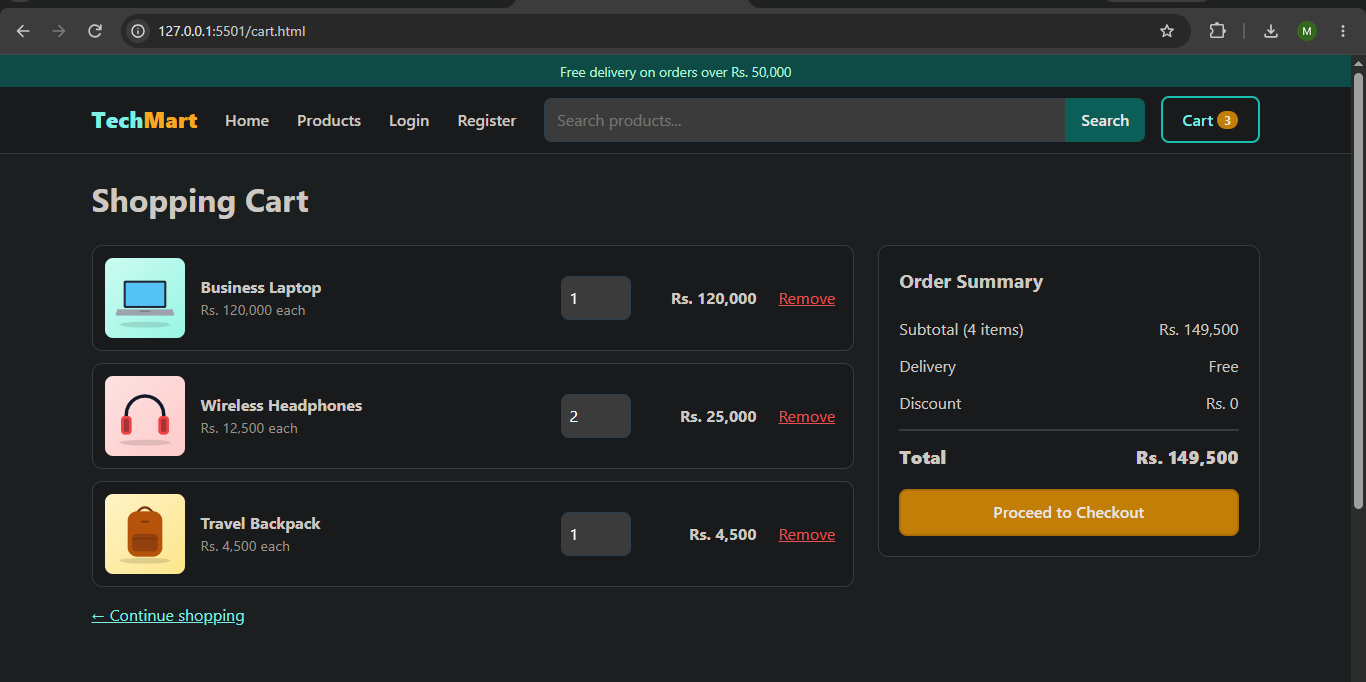 127.0.0.1:5501/cart.html
M
Free delivery on orders over Rs. 50,000
TechMart Home Products Login Register Search products... Search Cart 3
Shopping Cart
Business Laptop
Rs. 120,000 each
1 Rs. 120,000 Remove
Wireless Headphones
Rs. 12,500 each
2 Rs. 25,000 Remove
Travel Backpack
Rs. 4,500 each
1 Rs. 4,500 Remove
← Continue shopping
Order Summary
Subtotal (4 items) Rs. 149,500
Delivery Free
Discount Rs. 0
Total Rs. 149,500
Proceed to Checkout